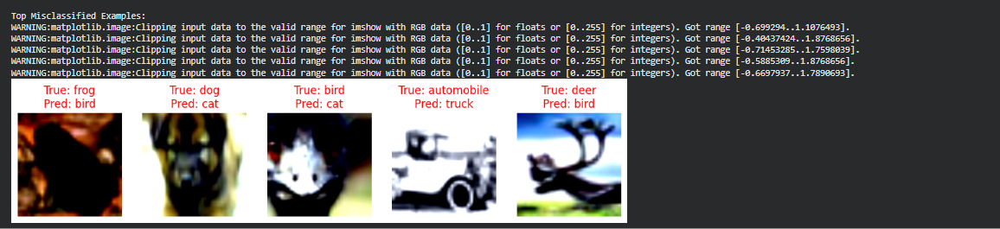 Top Misclassified Examples:
WARNING:matplotlib.image:Clipping input data to the valid range for imshow with RGB data ([0..1] for floats or [0..255] for integers). Got range [-0.699294..1.1076493].
WARNING:matplotlib.image:Clipping input data to the valid range for imshow with RGB data ([0..1] for floats or [0..255] for integers). Got range [-0.40437424..1.8768656].
WARNING:matplotlib.image:Clipping input data to the valid range for imshow with RGB data ([0..1] for floats or [0..255] for integers). Got range [-0.71453285..1.7598039].
WARNING:matplotlib.image:Clipping input data to the valid range for imshow with RGB data ([0..1] for floats or [0..255] for integers). Got range [-0.5885309..1.8768656].
WARNING:matplotlib.image:Clipping input data to the valid range for imshow with RGB data ([0..1] for floats or [0..255] for integers). Got range [-0.6697937..1.7890693].
True: frog True: dog True: bird True: automobile True: deer
Pred: bird Pred: cat Pred: cat Pred: truck Pred: bird